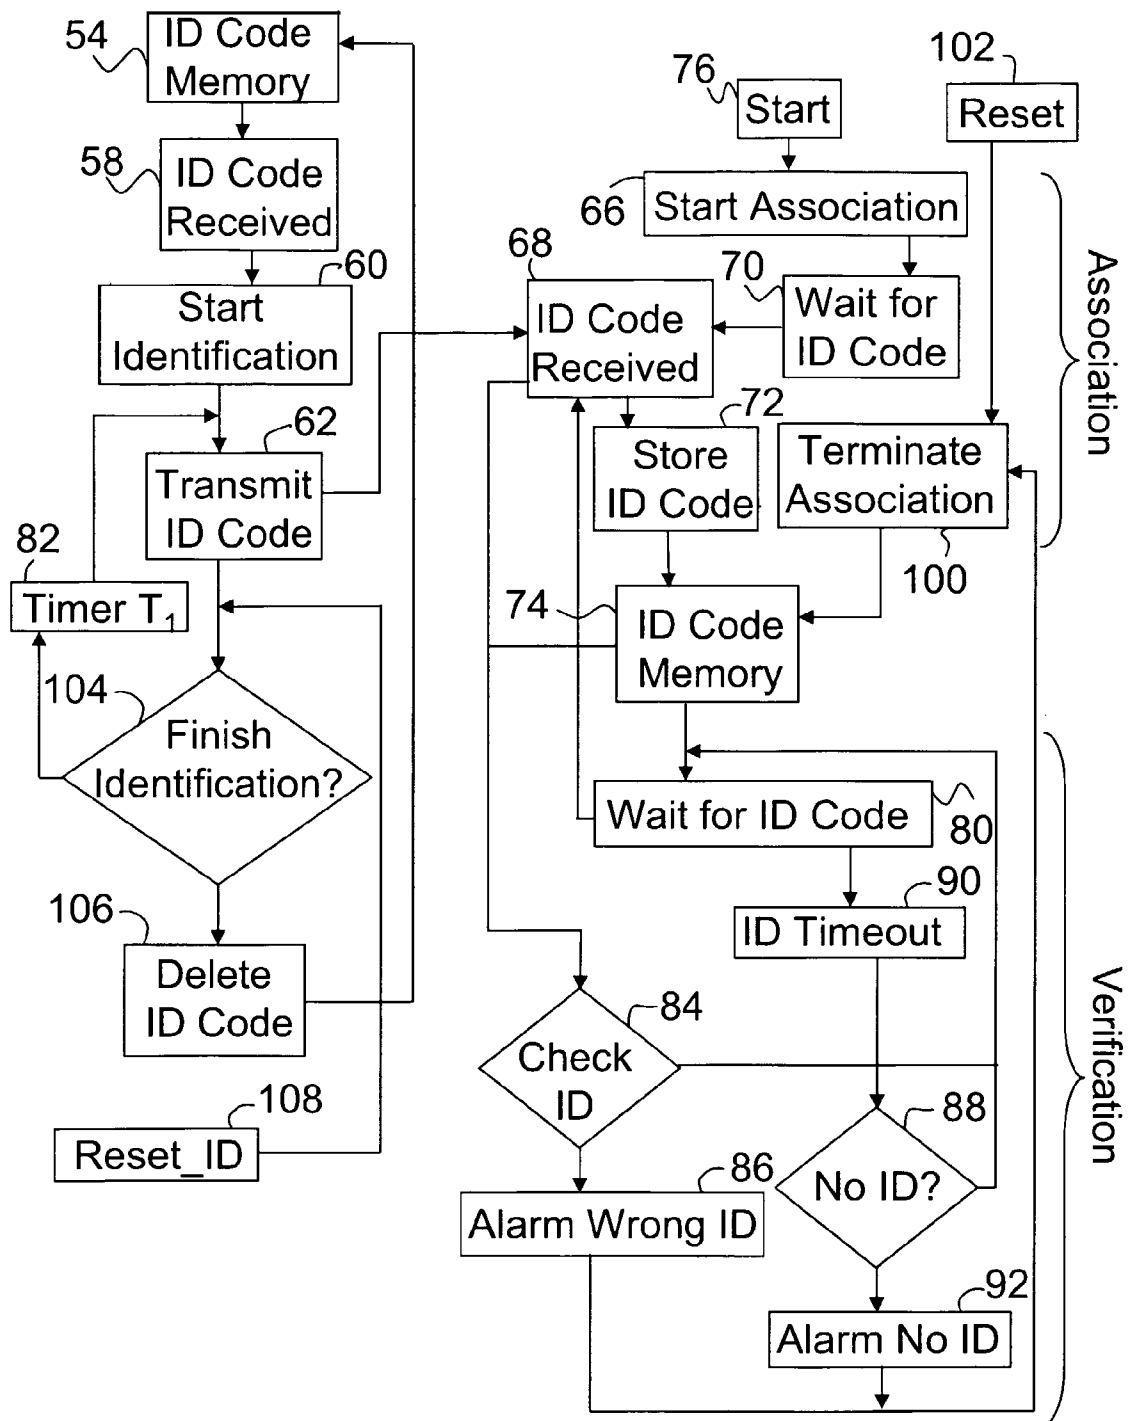 54
ID Code
Memory
58
ID Code
Received
60
Start
Identification
62
Transmit
ID Code
82
Timer T1
104
Finish
Identification?
106
Delete
ID Code
108
Reset_ID
76
Start
102
Reset
66
Start Association
68
ID Code
Received
70
Wait for
ID Code
72
Store
ID Code
Terminate
Association
100
74
ID Code
Memory
Association
Wait for ID Code
80
90
ID Timeout
84
Check
ID
88
No ID?
86
Alarm Wrong ID
92
Alarm No ID
Verification